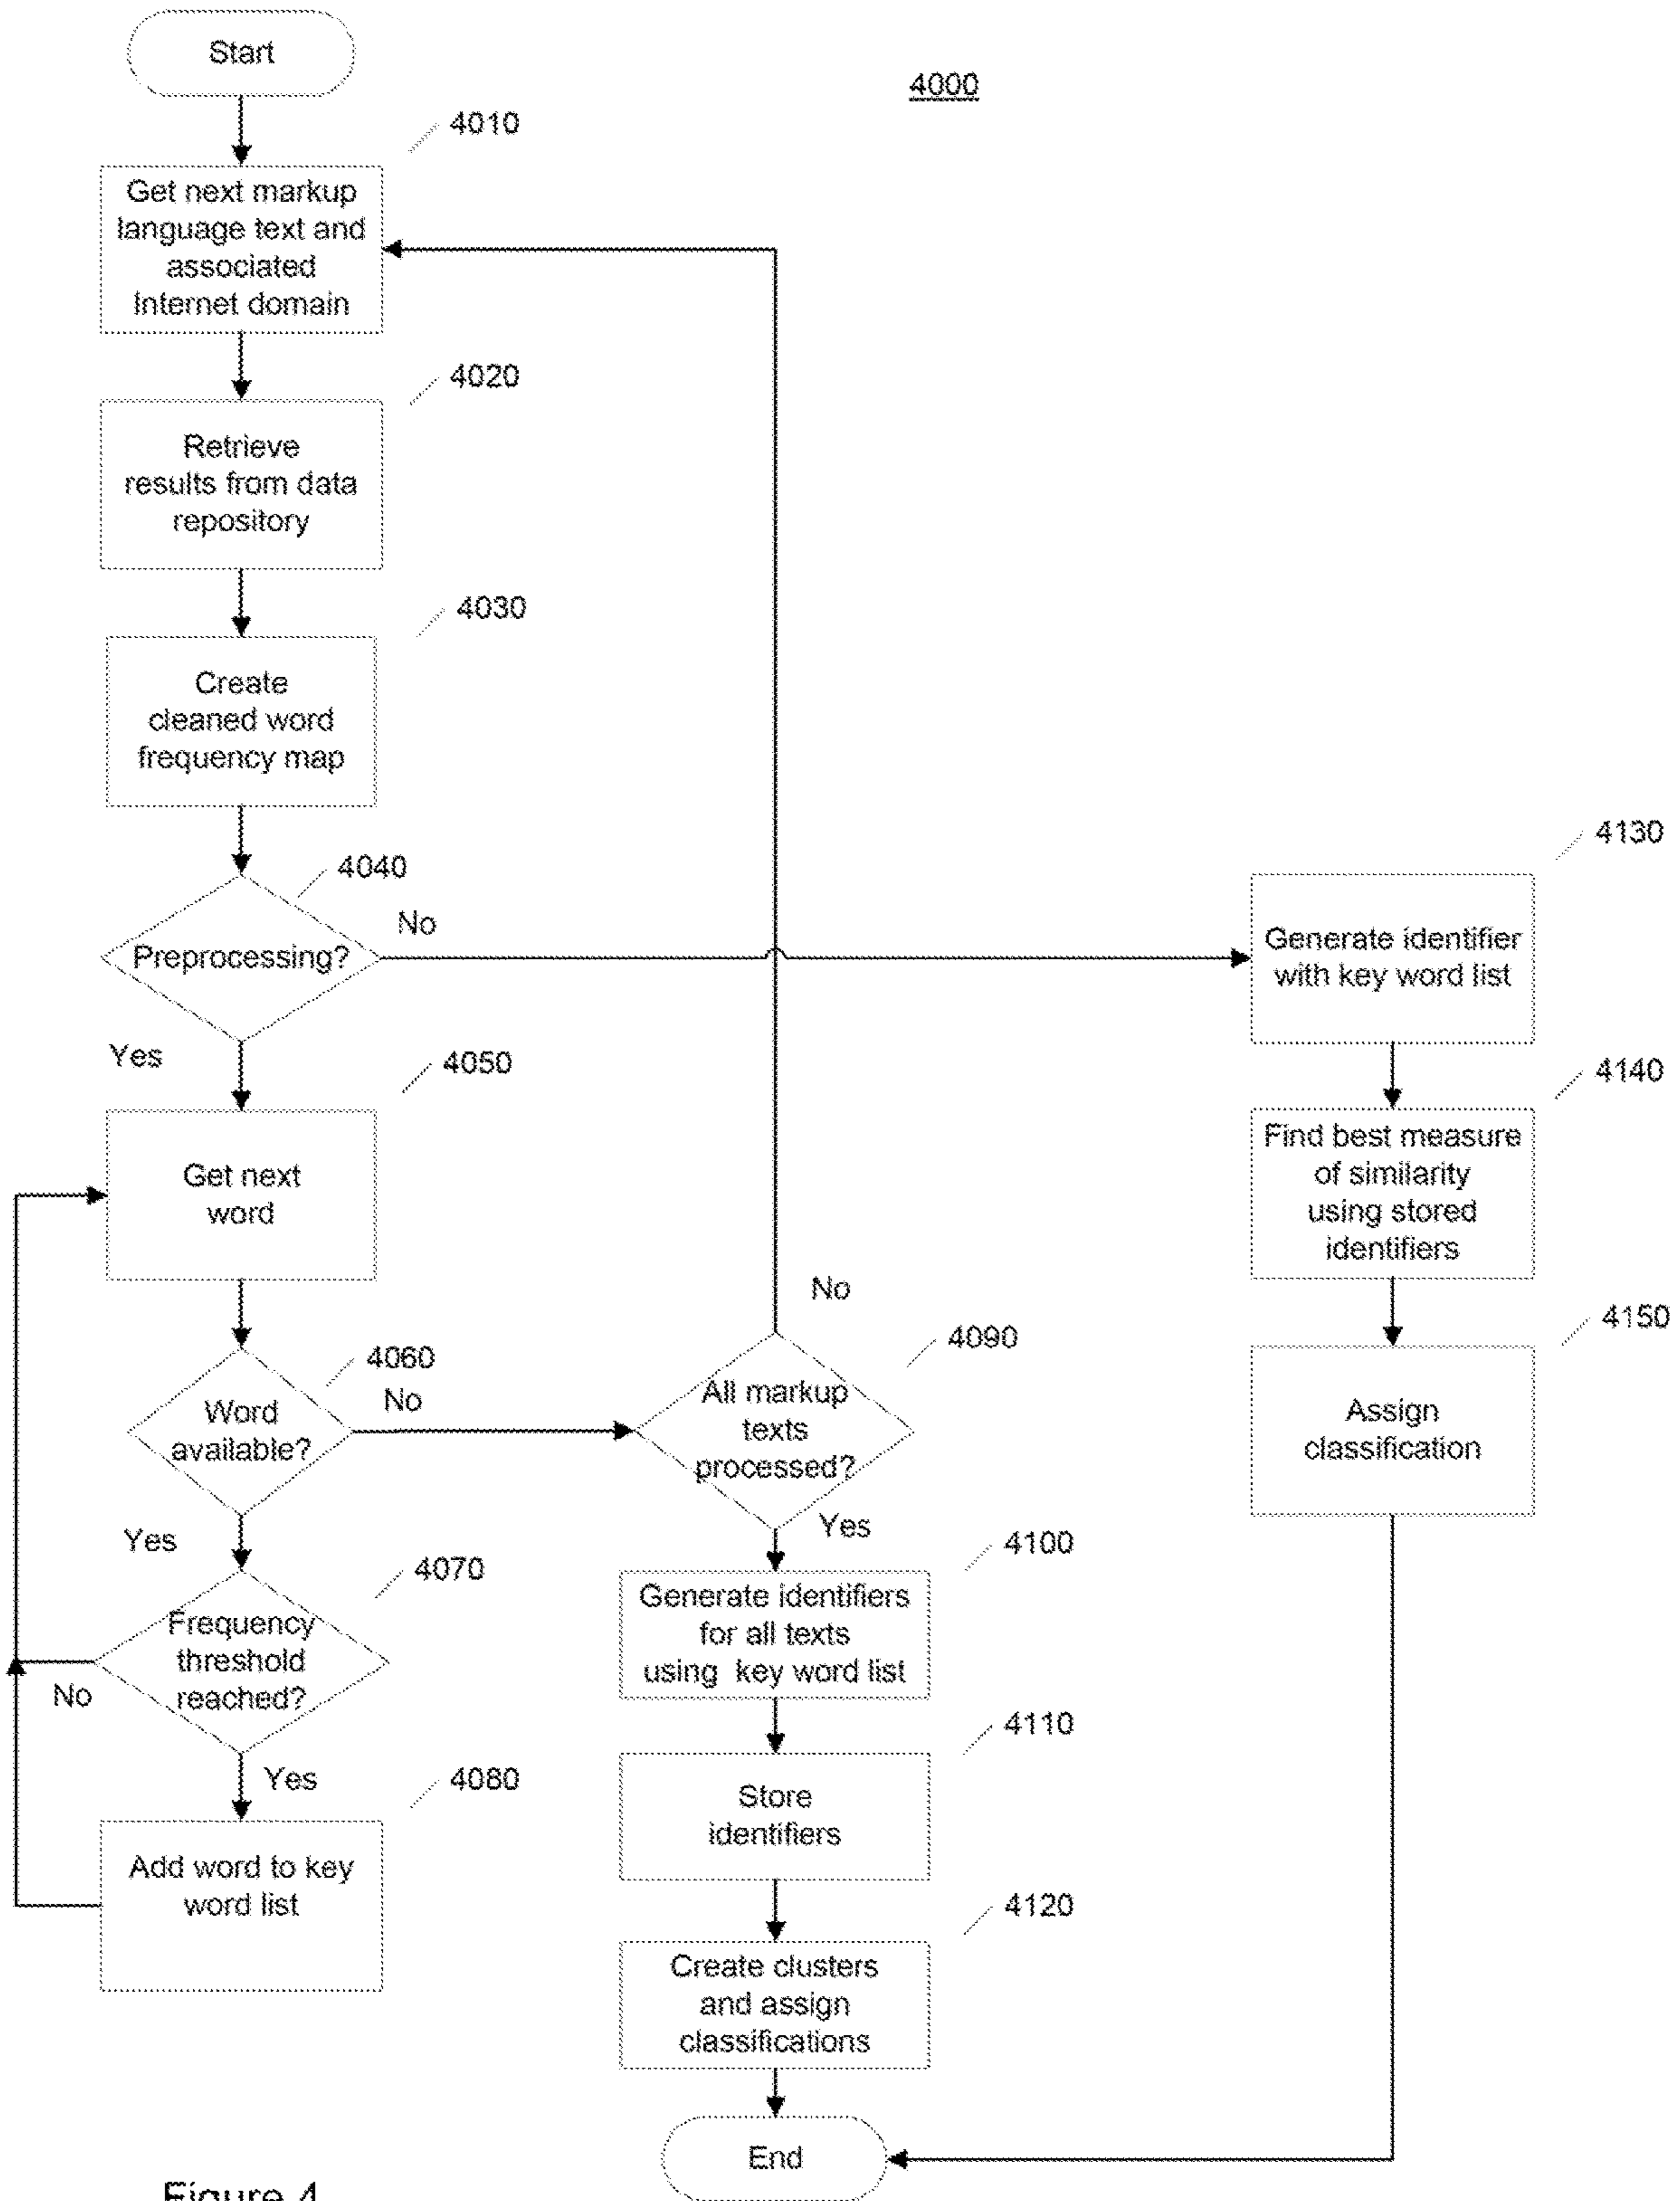 Start
4000
4010
Get next markup
language text and
associated
Internet domain
4020
Retrieve
results from data
repository
4030
Create
cleaned word
frequency map
4040
Preprocessing?
No
Yes
4130
Generate identifier
with key word list
4050
Get next
word
4140
Find best measure
of similarity
using stored
identifiers
4060
Word
available?
No
Yes
No
4090
All markup
texts
processed?
Yes
4150
Assign
classification
4070
Frequency
threshold
reached?
No
Yes
4080
Add word to key
word list
4100
Generate identifiers
for all texts
using key word list
4110
Store
identifiers
4120
Create clusters
and assign
classifications
End
Figure 4